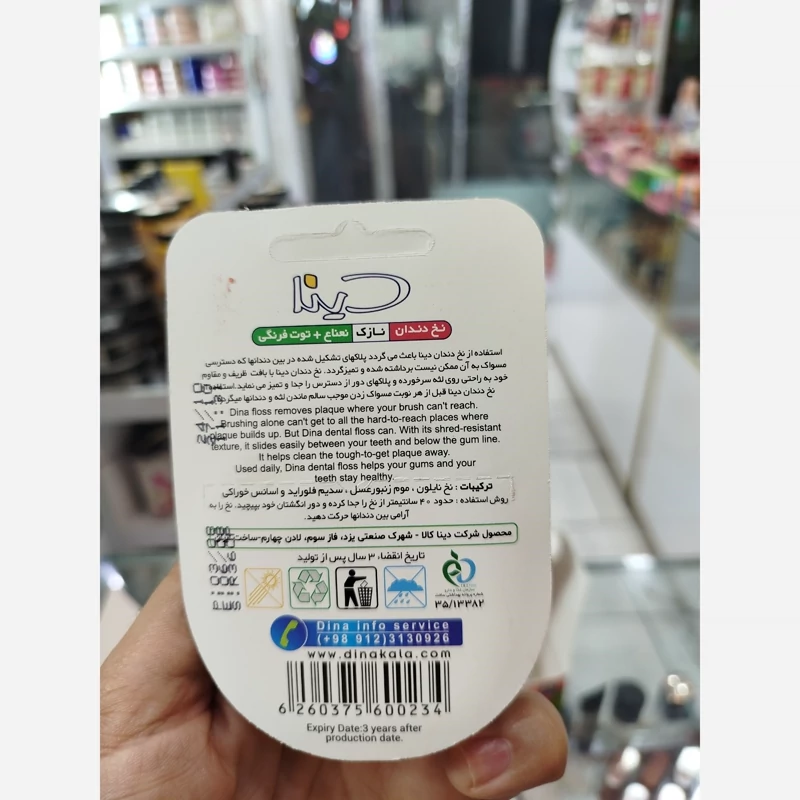 دینا
نخ دندان نازک نعناع + توت فرنگی
استفاده از نخ دندان دینا باعث می گردد پلاکهای تشکیل شده در بین دندانها که دسترسی
مسواک به آن ممکن نیست برداشته شده و تمیزگردد. نخ دندان دینا با بافت ظریف و مقاوم
خود به راحتی روی لثه سرخورده و پلاکهای دور از دسترس را جدا و تمیز می نماید.استفاده
نخ دندان دینا قبل از هر نوبت مسواک زدن موجب سالم ماندن لثه و دندانها میگردد
Dina floss removes plaque where your brush can't reach.
Brushing alone can't get to all the hard-to-reach places where
plaque builds up. But Dina dental floss can. With its shred-resistant
texture, it slides easily between your teeth and below the gum line.
It helps clean the tough-to-get plaque away.
Used daily, Dina dental floss helps your gums and your
teeth stay healthy.
ترکیبات : نخ نایلون ، موم زنبورعسل ، سدیم فلوراید و اسانس خوراکی
روش استفاده : حدود ۴۰ سانتیمتر از نخ را جدا کرده و دور انگشتان خود بپیچید. نخ را به
آرامی بین دندانها حرکت دهید.
محصول شرکت دینا کالا - شهرک صنعتی یزد، فاز سوم، لادن چهارم-ساخت
تاریخ انقضاء ۳ سال پس از تولید
۳۵/۱۳۳۸۲
Dina info service
(+98 912)3130926
www.dinakala.com
6 260375 600234
Expiry Date:3 years after
production date.